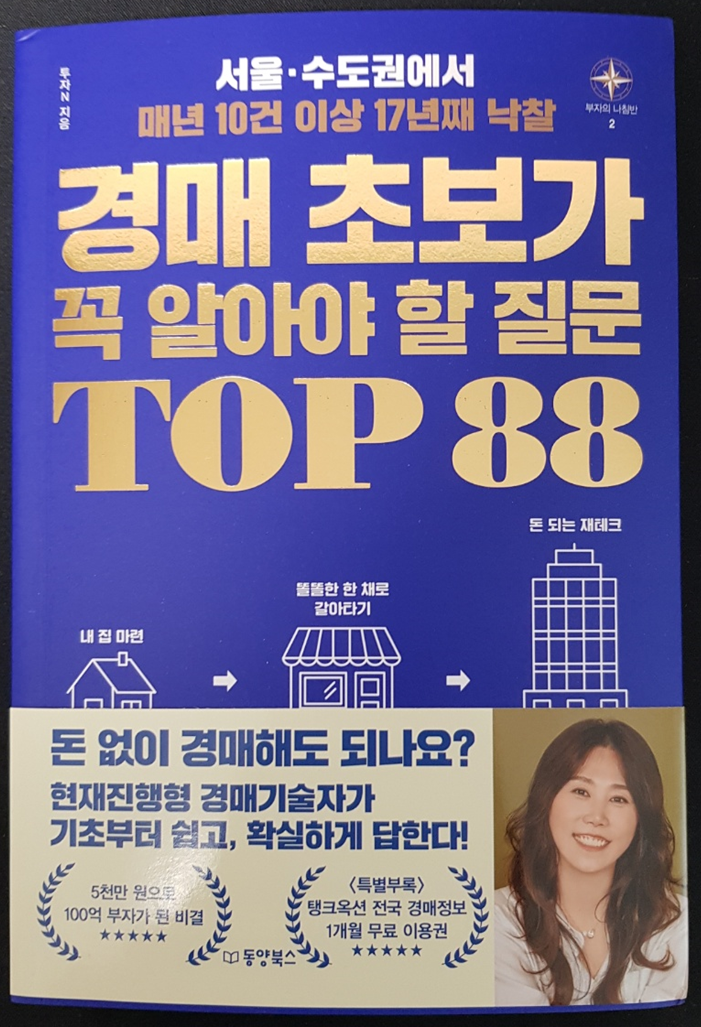 투자N 지음
서울·수도권에서
매년 10건 이상 17년째 낙찰
부자의 나침반
2
경매 초보가
꼭 알아야 할 질문
TOP 88
돈 되는 재테크
똘똘한 한 채로
갈아타기
내 집 마련
돈 없이 경매해도 되나요?
현재진행형 경매기술자가
기초부터 쉽고, 확실하게 답한다!
5천만 원으로
100억 부자가 된 비결
★★★★★
〈특별부록〉
탱크옥션 전국 경매정보
1개월 무료 이용권
★★★★★
동양북스